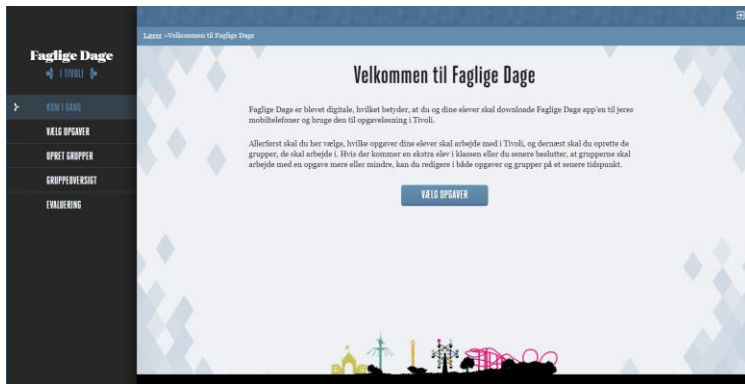 Lærer >Velkommen til Faglige Dage
Faglige Dage
I TIVOLI
KOM I GANG
VÆLG OPGAVER
OPRET GRUPPER
GRUPPEOVERSIGT
EVALUERING
Velkommen til Faglige Dage
Faglige Dage er blevet digitale, hvilket betyder, at du og dine elever skal downloade Faglige Dage app'en til jeres
mobiltelefoner og bruge den til opgaveløsning i Tivoli.
Allerførst skal du her vælge, hvilke opgaver dine elever skal arbejde med i Tivoli, og dernæst skal du oprette de
grupper, de skal arbejde i. Hvis der kommer en ekstra elev i klassen eller du senere beslutter, at grupperne skal
arbejde med en opgave mere eller mindre, kan du redigere i både opgaver og grupper på et senere tidspunkt.
VÆLG OPGAVER